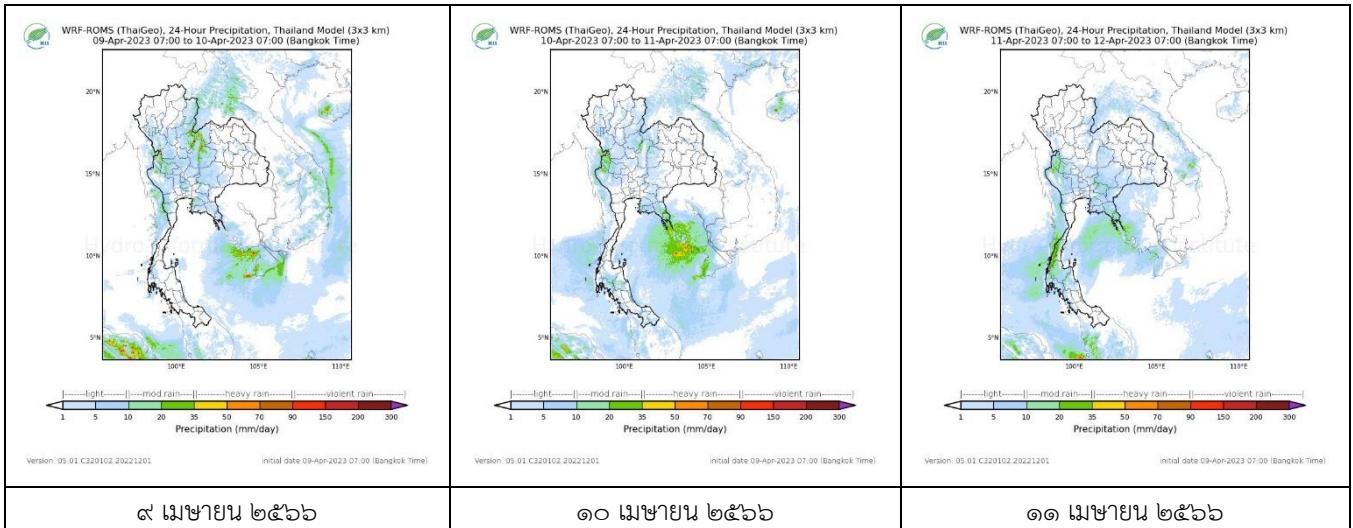 WRF-ROMS (ThaiGeo), 24-Hour Precipitation, Thailand Model (3x3 km)
09-Apr-2023 07:00 to 10-Apr-2023 07:00 (Bangkok Time)
HII
20°N
15°N
10°N
5°N
100°E 105°E 110°E
light mod rain heavy rain violent rain
1 5 10 20 35 50 70 90 150 200 300
Precipitation (mm/day)
Version: 05.01.C320102.20221201 initial date 09-Apr-2023 07:00 (Bangkok Time)
๙ เมษายน ๒๕๖๖
WRF-ROMS (ThaiGeo), 24-Hour Precipitation, Thailand Model (3x3 km)
10-Apr-2023 07:00 to 11-Apr-2023 07:00 (Bangkok Time)
HII
20°N
15°N
10°N
5°N
100°E 105°E 110°E
light mod rain heavy rain violent rain
1 5 10 20 35 50 70 90 150 200 300
Precipitation (mm/day)
Version: 05.01.C320102.20221201 initial date 09-Apr-2023 07:00 (Bangkok Time)
๑๐ เมษายน ๒๕๖๖
WRF-ROMS (ThaiGeo), 24-Hour Precipitation, Thailand Model (3x3 km)
11-Apr-2023 07:00 to 12-Apr-2023 07:00 (Bangkok Time)
HII
20°N
15°N
10°N
5°N
100°E 105°E 110°E
light mod rain heavy rain violent rain
1 5 10 20 35 50 70 90 150 200 300
Precipitation (mm/day)
Version: 05.01.C320102.20221201 initial date 09-Apr-2023 07:00 (Bangkok Time)
๑๑ เมษายน ๒๕๖๖